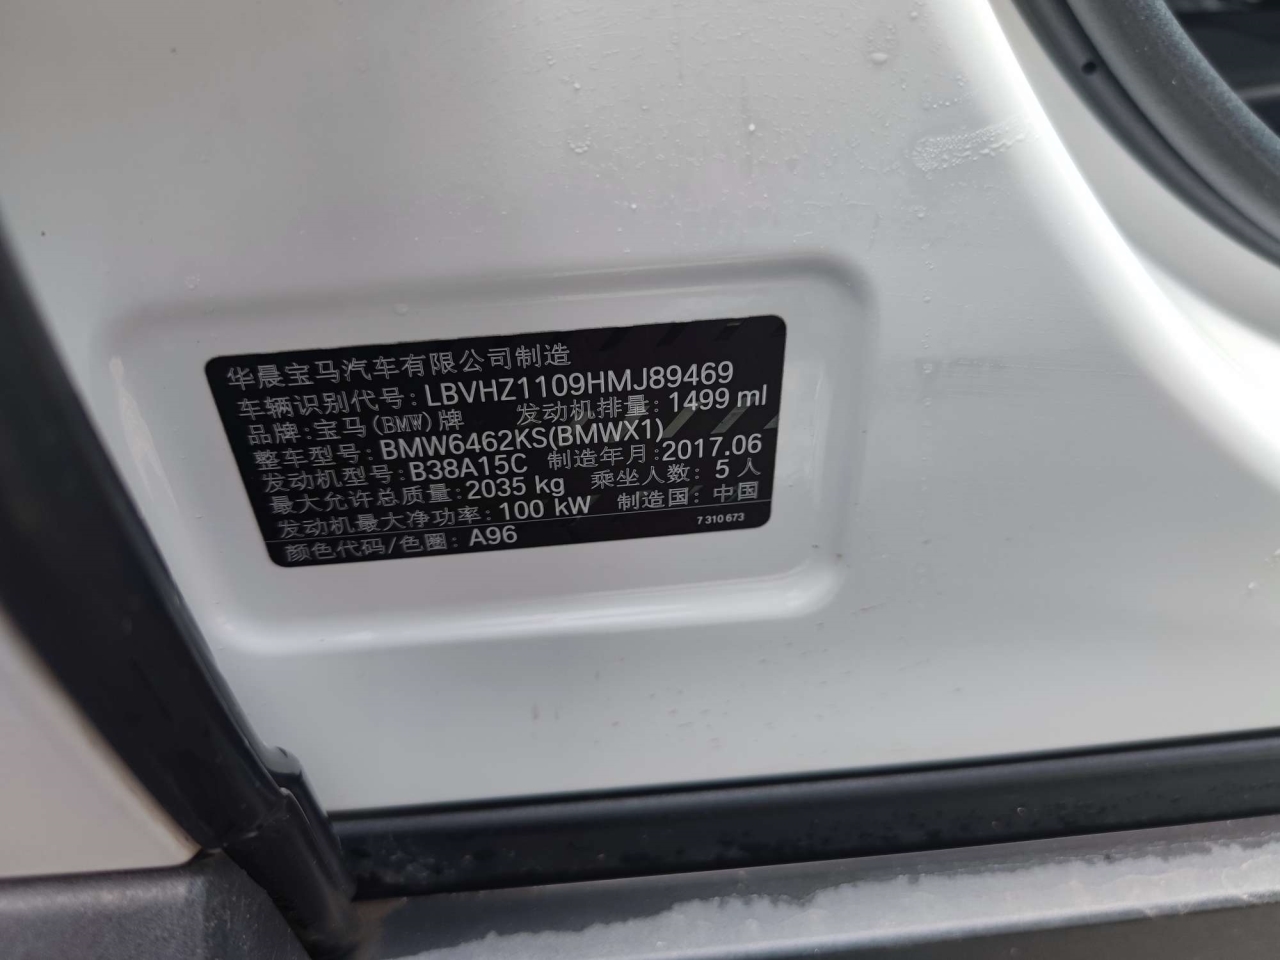 华晨宝马汽车有限公司制造
车辆识别代号: LBVHZ1109HMJ89469
品牌: 宝马(BMW)牌 发动机排量: 1499 ml
整车型号: BMW6462KS(BMWX1)
发动机型号: B38A15C 制造年月: 2017.06
最大允许总质量: 2035 kg 乘坐人数: 5 人
发动机最大净功率: 100 kW 制造国: 中国
颜色代码/色圈: A96 7 310 673